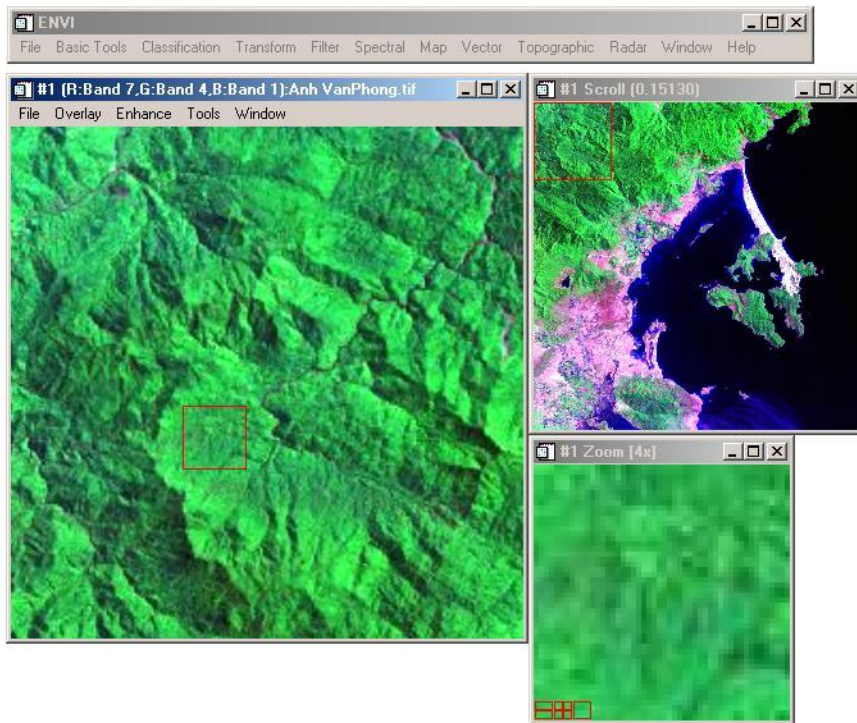 ENVI
File Basic Tools Classification Transform Filter Spectral Map Vector Topographic Radar Window Help
#1 (R:Band 7,G:Band 4,B:Band 1):Anh VanPhong.tif
File Overlay Enhance Tools Window
#1 Scroll (0.15130)
#1 Zoom [4x]